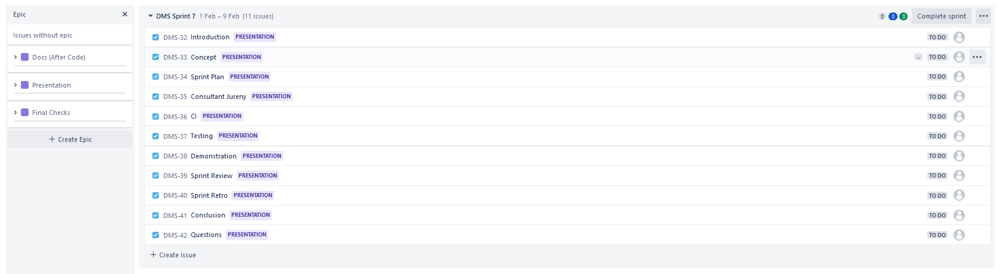 Epic
Issues without epic
Docs (After Code)
Presentation
Final Checks
+ Create Epic
DMS Sprint 7 1 Feb – 9 Feb (11 issues) 0 0 0 Complete sprint
DMS-32 Introduction PRESENTATION TO DO
DMS-33 Concept PRESENTATION - TO DO
DMS-34 Sprint Plan PRESENTATION TO DO
DMS-35 Consultant Jureny PRESENTATION TO DO
DMS-36 CI PRESENTATION TO DO
DMS-37 Testing PRESENTATION TO DO
DMS-38 Demonstration PRESENTATION TO DO
DMS-39 Sprint Review PRESENTATION TO DO
DMS-40 Sprint Retro PRESENTATION TO DO
DMS-41 Conclusion PRESENTATION TO DO
DMS-42 Questions PRESENTATION TO DO
+ Create issue